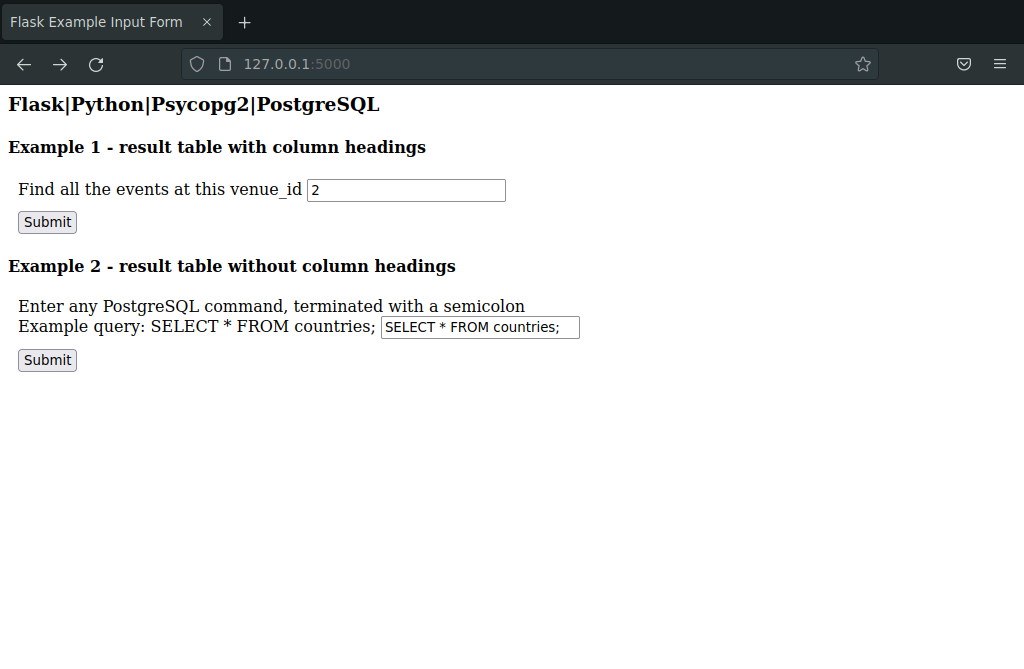 Flask Example Input Form
127.0.0.1:5000
Flask|Python|Psycopg2|PostgreSQL
Example 1 - result table with column headings
Find all the events at this venue_id 2
Submit
Example 2 - result table without column headings
Enter any PostgreSQL command, terminated with a semicolon
Example query: SELECT * FROM countries; SELECT * FROM countries;
Submit